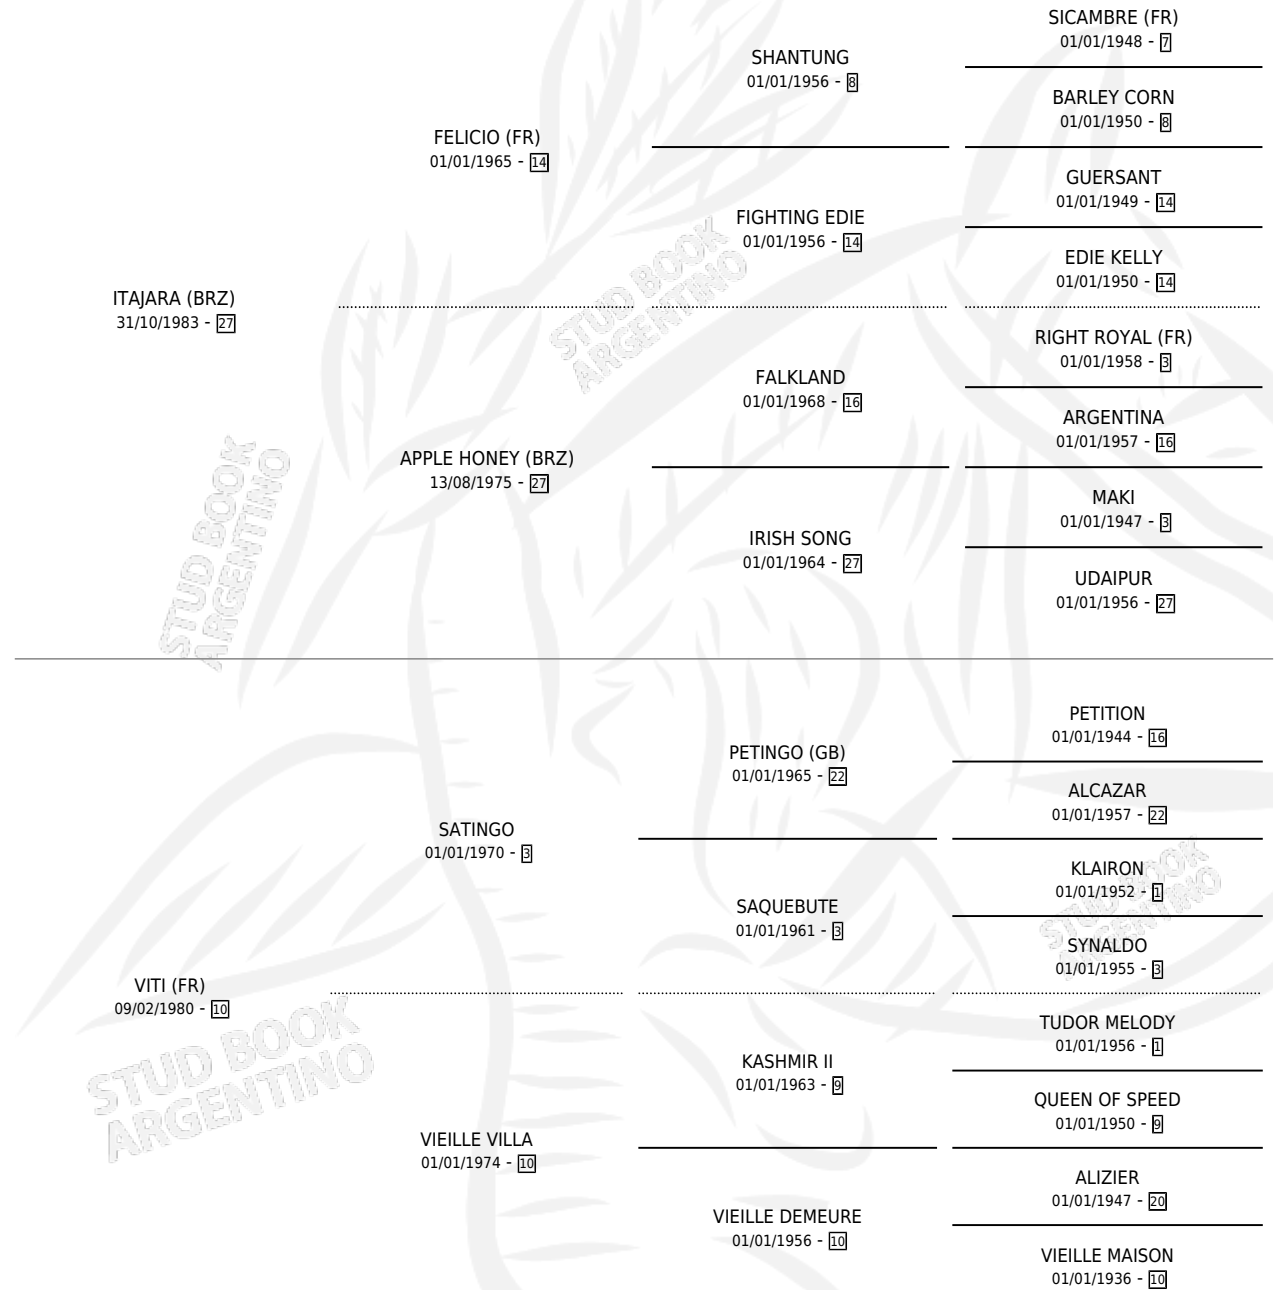 SICAMBRE (FR)
01/01/1948 - 7
SHANTUNG
01/01/1956 - 8
BARLEY CORN
01/01/1950 - 8
FELICIO (FR)
01/01/1965 - 14
GUERSANT
01/01/1949 - 14
FIGHTING EDIE
01/01/1956 - 14
EDIE KELLY
01/01/1950 - 14
ITAJARA (BRZ)
31/10/1983 - 27
STUD BOOK
ARGENTINO
RIGHT ROYAL (FR)
01/01/1958 - 3
FALKLAND
01/01/1968 - 16
ARGENTINA
01/01/1957 - 16
APPLE HONEY (BRZ)
13/08/1975 - 27
MAKI
01/01/1947 - 3
IRISH SONG
01/01/1964 - 27
UDAIPUR
01/01/1956 - 27
STUD BOOK
ARGENTINO
PETITION
01/01/1944 - 16
PETINGO (GB)
01/01/1965 - 22
ALCAZAR
01/01/1957 - 22
SATINGO
01/01/1970 - 3
KLAIRON
01/01/1952 - 1
SAQUEBUTE
01/01/1961 - 3
STUD BOOK
ARGENTINO
SYNALDO
01/01/1955 - 3
VITI (FR)
09/02/1980 - 10
STUD BOOK
ARGENTINO
TUDOR MELODY
01/01/1956 - 1
KASHMIR II
01/01/1963 - 9
QUEEN OF SPEED
01/01/1950 - 9
VIEILLE VILLA
01/01/1974 - 10
ALIZIER
01/01/1947 - 20
VIEILLE DEMEURE
01/01/1956 - 10
VIEILLE MAISON
01/01/1936 - 10